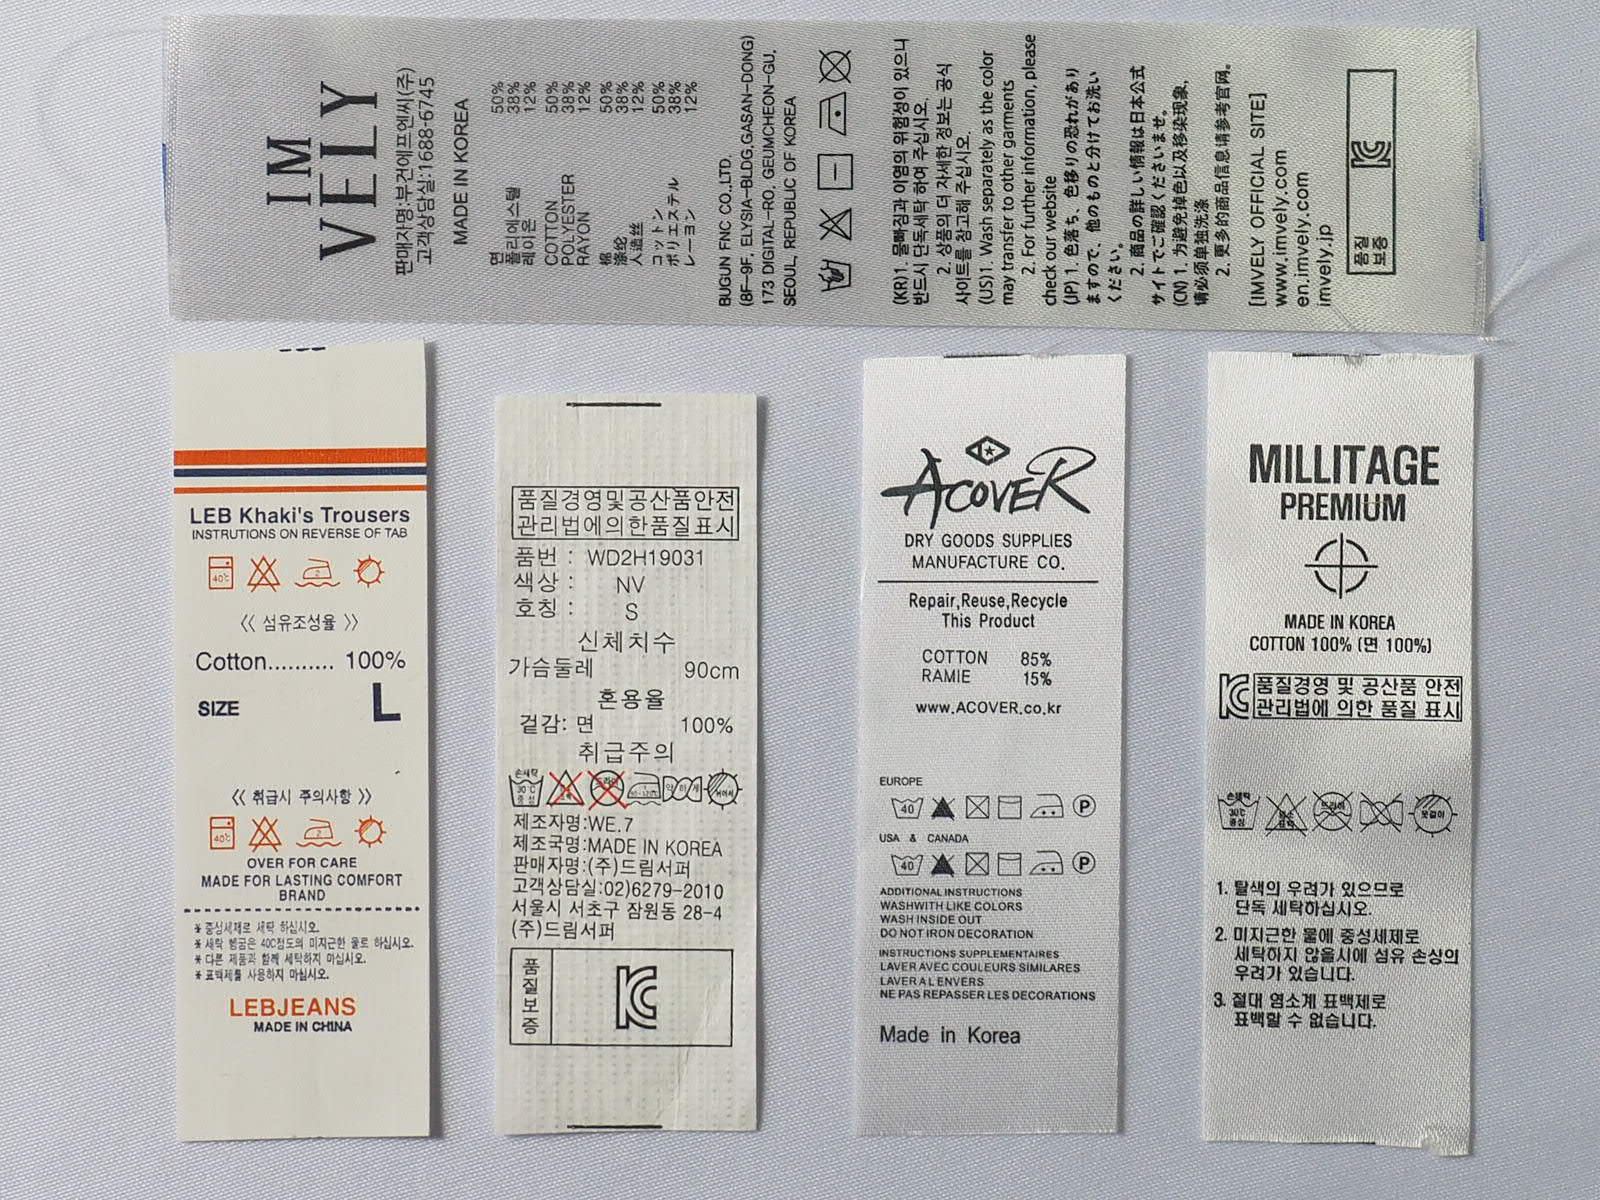 IM
VELY
판매자명:부건에프엔씨(주)
고객상담실:1688-6745
MADE IN KOREA
면 50%
폴리에스텔 38%
레이온 12%
COTTON 50%
POLYESTER 38%
RAYON 12%
棉 50%
涤纶 38%
人造丝 12%
コットン 50%
ポリエステル 38%
レーヨン 12%
BUGUN FNC CO.,LTD.
(8F-9F, ELYSIA-BLDG,GASAN-DONG)
173 DIGITAL-RO, GEUMCHEON-GU,
SEOUL, REPUBLIC OF KOREA
(KR)1. 물빠짐과 이염의 위험성이 있으니
반드시 단독세탁 하여 주십시오.
2. 상품의 더 자세한 정보는 공식
사이트를 참고해 주십시오.
(US)1. Wash separately as the color
may transfer to other garments
2. For further information, please
check our website
(JP) 1. 色落ち、色移りの恐れがあり
ますので、他のものと分けてお洗い
ください。
2. 商品の詳しい情報は日本公式
サイトでご確認くださいませ。
(CN) 1. 为避免掉色以及移染现象,
请必须单独洗涤
2. 更多的商品信息请参考官网。
[IMVELY OFFICIAL SITE]
www.imvely.com
en.imvely.com
imvely.jp
품질
보증
LEB Khaki's Trousers
INSTRUTIONS ON REVERSE OF TAB
40℃ 2
《 섬유조성율 》
Cotton.......... 100%
SIZE L
《 취급시 주의사항 》
40℃ 2
OVER FOR CARE
MADE FOR LASTING COMFORT
BRAND
* 중성세제로 세탁 하십시오.
* 세탁 헹굼은 40C정도의 미지근한 물로 하십시오.
* 다른 제품과 함께 세탁하지 마십시오.
* 표백제를 사용하지 마십시오.
LEBJEANS
MADE IN CHINA
품질경영및공산품안전
관리법에의한품질표시
품번 : WD2H19031
색상 : NV
호칭 : S
신체치수
가슴둘레 90cm
혼용율
겉감: 면 100%
취급주의
손세탁
30℃
중성
약하게
제조자명:WE.7
제조국명:MADE IN KOREA
판매자명:(주)드림서퍼
고객상담실:02)6279-2010
서울시 서초구 잠원동 28-4
(주)드림서퍼
품질보증
ACOVER
DRY GOODS SUPPLIES
MANUFACTURE CO.
Repair,Reuse,Recycle
This Product
COTTON 85%
RAMIE 15%
www.ACOVER.co.kr
EUROPE
40 P
USA & CANADA
40 P
ADDITIONAL INSTRUCTIONS
WASHWITH LIKE COLORS
WASH INSIDE OUT
DO NOT IRON DECORATION
INSTRUCTIONS SUPPLEMENTAIRES
LAVER AVEC COULEURS SIMILARES
LAVER A L ENVERS
NE PAS REPASSER LES DECORATIONS
Made in Korea
MILLITAGE
PREMIUM
MADE IN KOREA
COTTON 100% (면 100%)
품질경영 및 공산품 안전
관리법에 의한 품질 표시
손세탁
30℃
중성
옷걸이
1. 탈색의 우려가 있으므로
단독 세탁하십시오.
2. 미지근한 물에 중성세제로
세탁하지 않을시에 섬유 손상의
우려가 있습니다.
3. 절대 염소계 표백제로
표백할 수 없습니다.